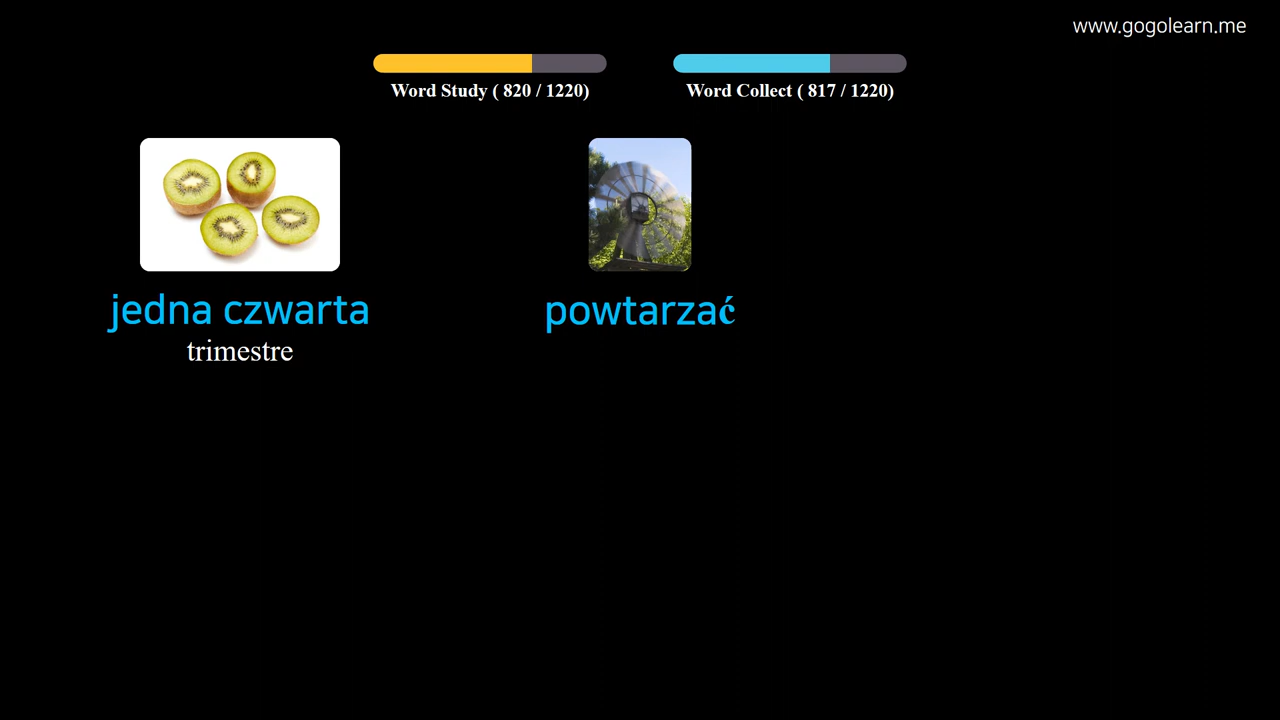 www.gogolearn.me
Word Study ( 820 / 1220)
Word Collect ( 817 / 1220)
jedna czwarta
trimestre
powtarzać